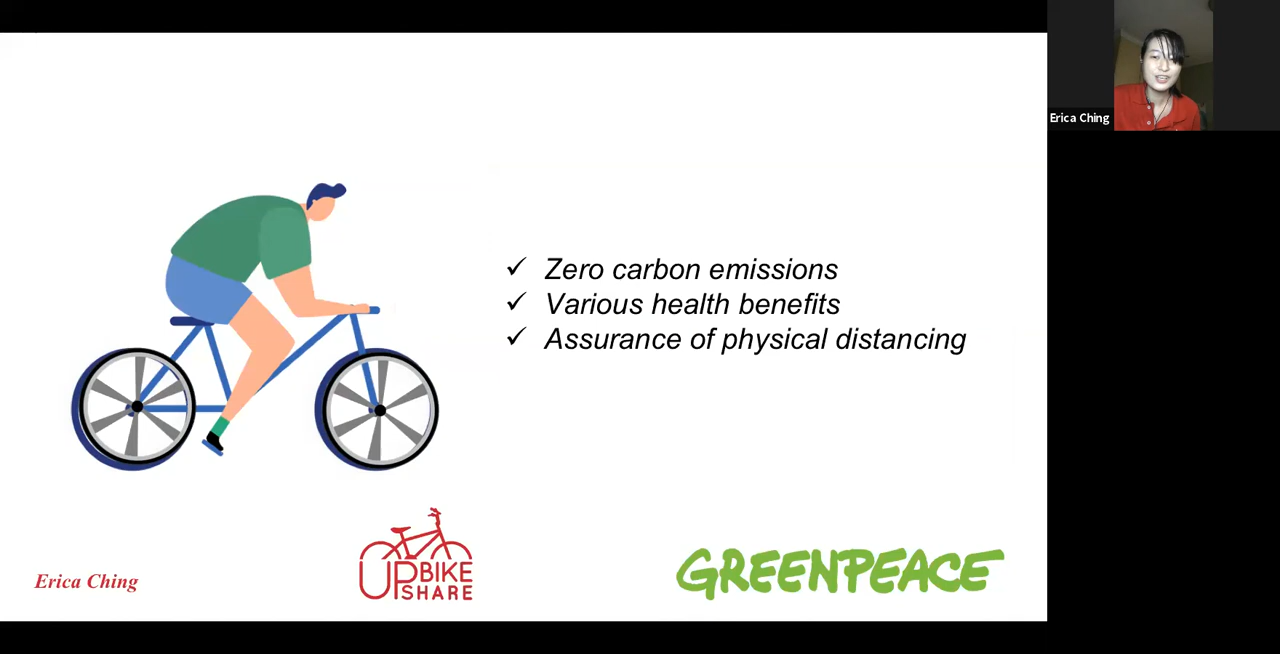 Erica Ching
Zero carbon emissions
Various health benefits
Assurance of physical distancing
Erica Ching
UP BIKE
SHARE
GREENPEACE